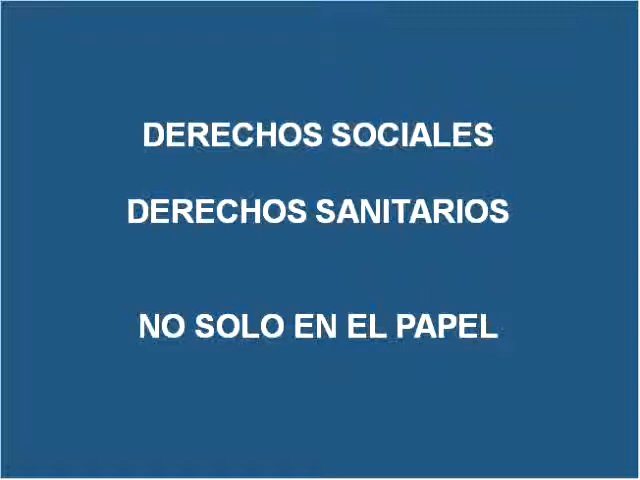 DERECHOS SOCIALES
DERECHOS SANITARIOS
NO SOLO EN EL PAPEL